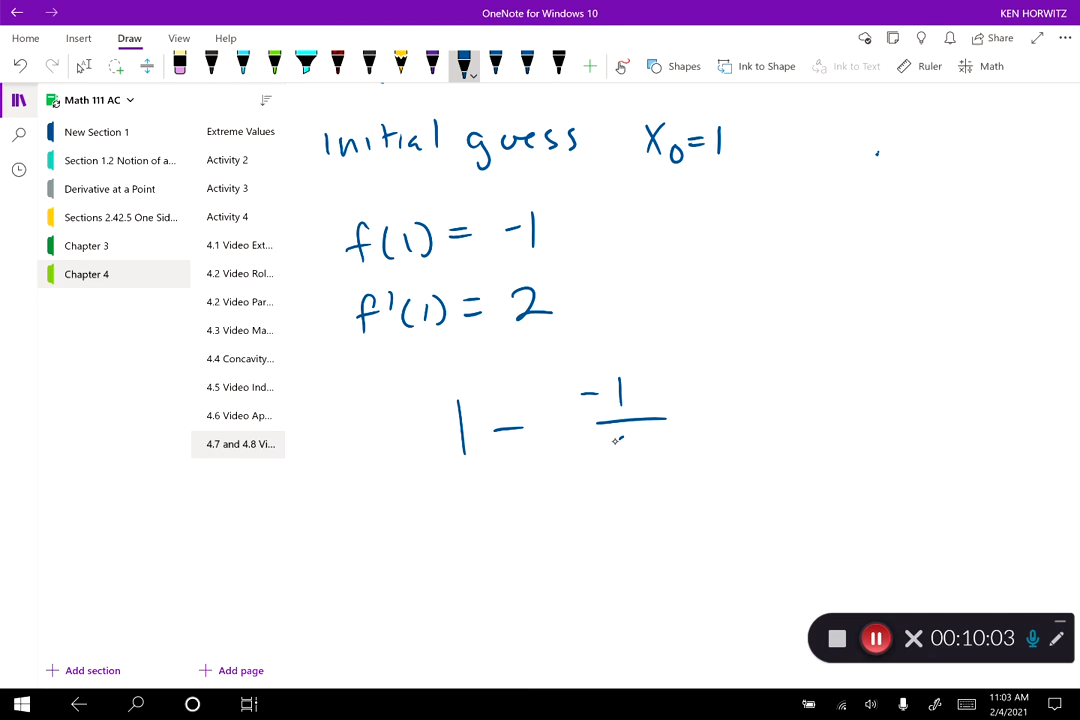 OneNote for Windows 10
KEN HORWITZ
Home Insert Draw View Help
Share
Shapes Ink to Shape Ink to Text Ruler Math
Math 111 AC
New Section 1
Section 1.2 Notion of a...
Derivative at a Point
Sections 2.42.5 One Sid...
Chapter 3
Chapter 4
Extreme Values
Activity 2
Activity 3
Activity 4
4.1 Video Ext...
4.2 Video Rol...
4.2 Video Par...
4.3 Video Ma...
4.4 Concavity...
4.5 Video Ind...
4.6 Video Ap...
4.7 and 4.8 Vi...
Initial guess x₀=1
f(1) = -1
f'(1) = 2
-1
1 -
00:10:03
Add section
Add page
11:03 AM
2/4/2021